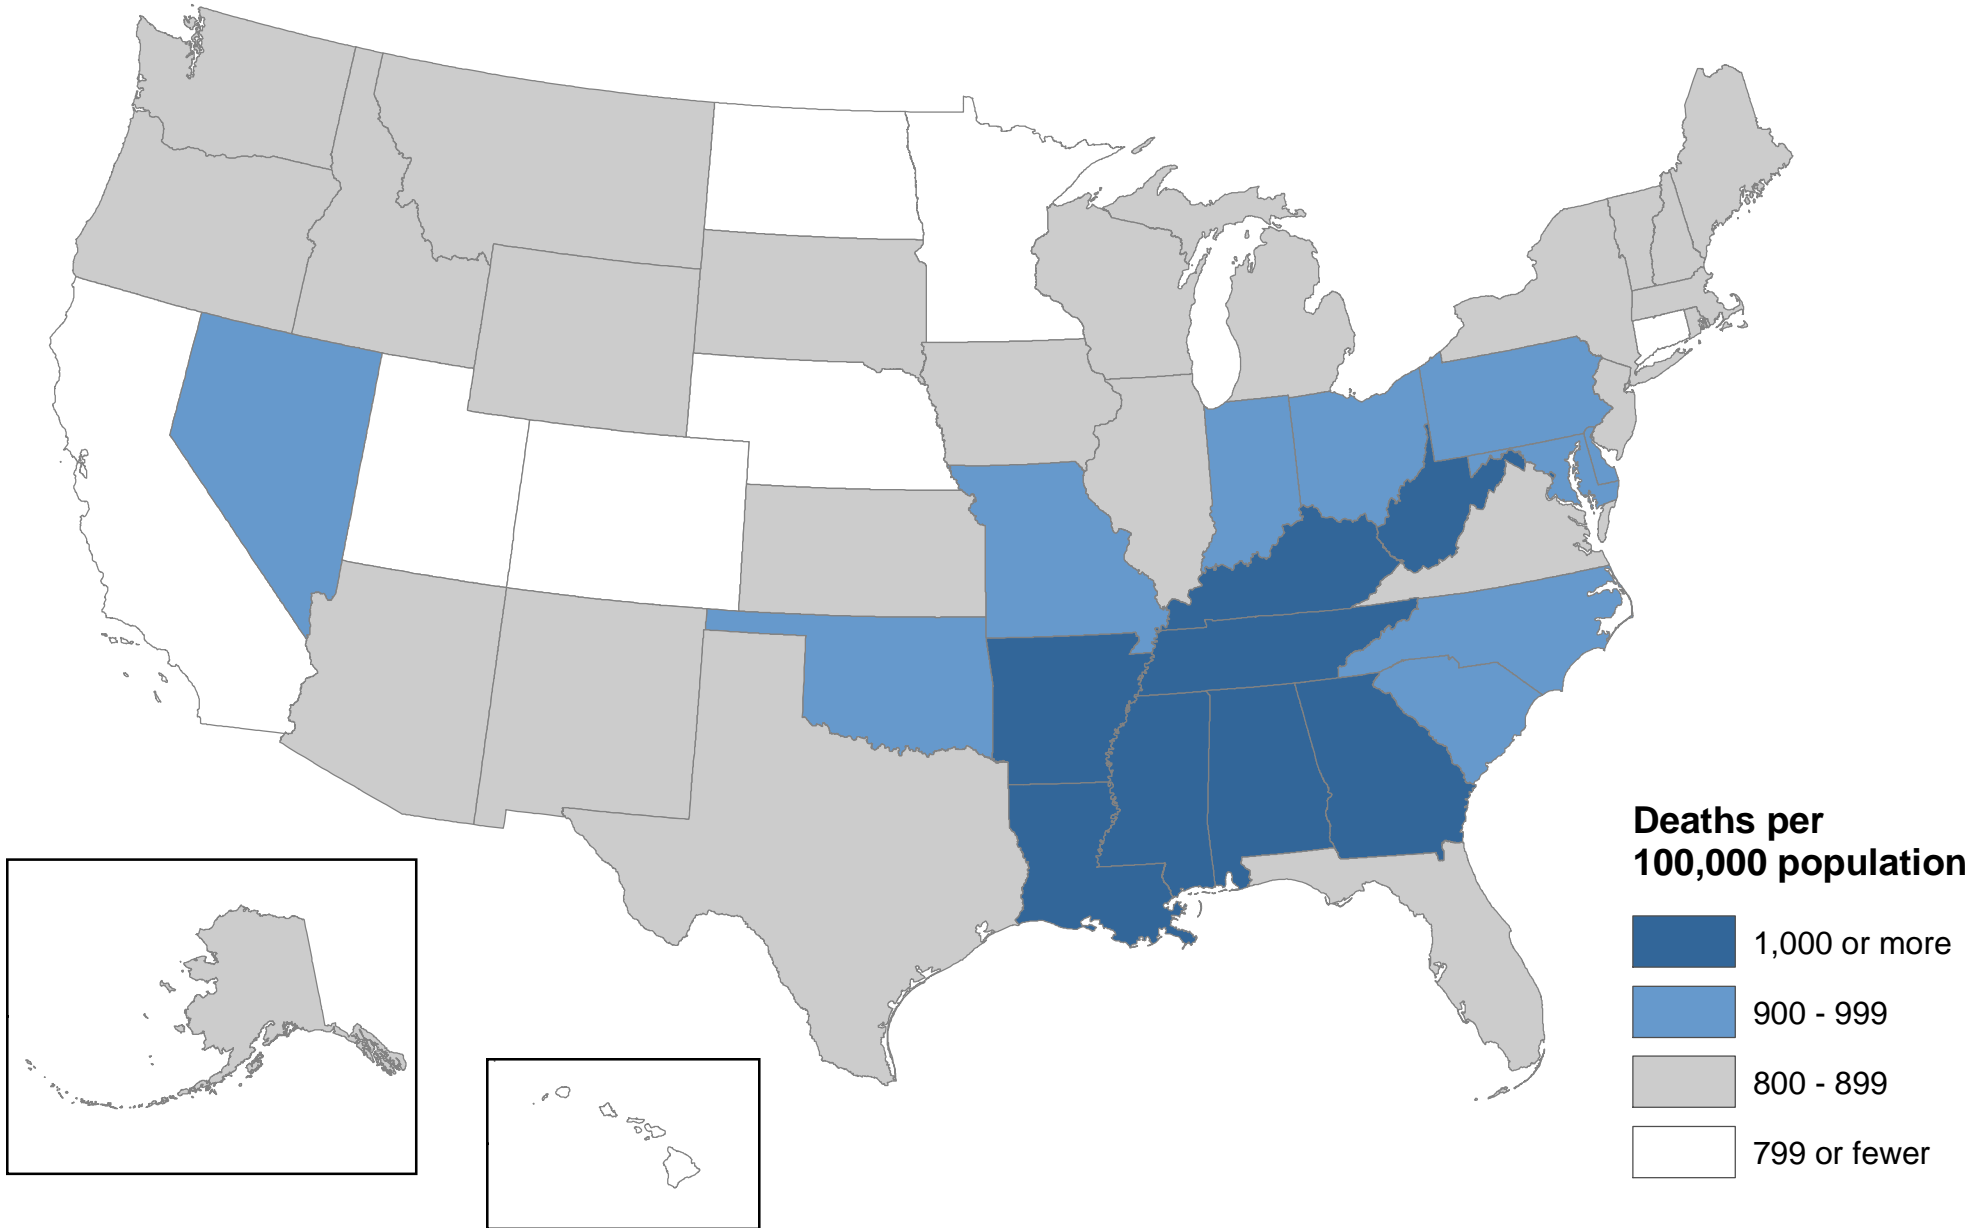 Deaths per
100,000 population
1,000 or more
900 - 999
800 - 899
799 or fewer